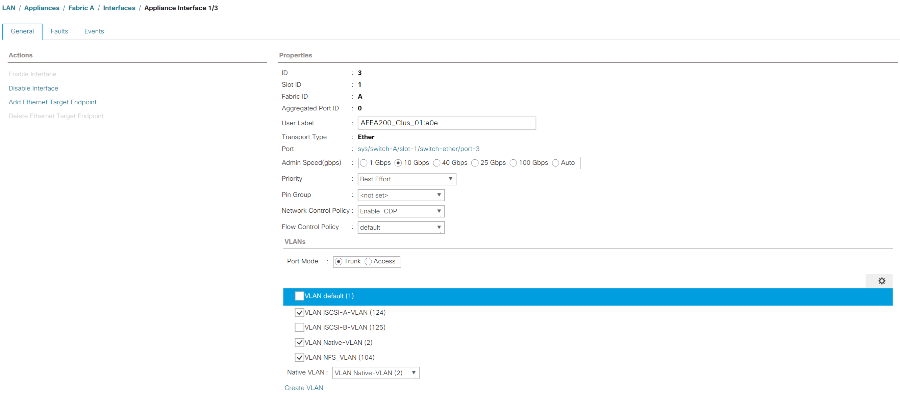 LAN / Appliances / Fabric A / Interfaces / Appliance Interface 1/3
General Faults Events
Actions
Enable Interface
Disable Interface
Add Ethernet Target Endpoint
Delete Ethernet Target Endpoint
Properties
ID : 3
Slot ID : 1
Fabric ID : A
Aggregated Port ID : 0
User Label : AFFA200_Clus_01:e0e
Transport Type : Ether
Port : sys/switch-A/slot-1/switch-ether/port-3
Admin Speed(gbps) : 1 Gbps 10 Gbps 40 Gbps 25 Gbps 100 Gbps Auto
Priority : Best Effort
Pin Group : <not set>
Network Control Policy : Enable_CDP
Flow Control Policy : default
VLANs
Port Mode : Trunk Access
VLAN default (1)
VLAN iSCSI-A-VLAN (124)
VLAN iSCSI-B-VLAN (125)
VLAN Native-VLAN (2)
VLAN NFS_VLAN (104)
Native VLAN : VLAN Native-VLAN (2)
Create VLAN